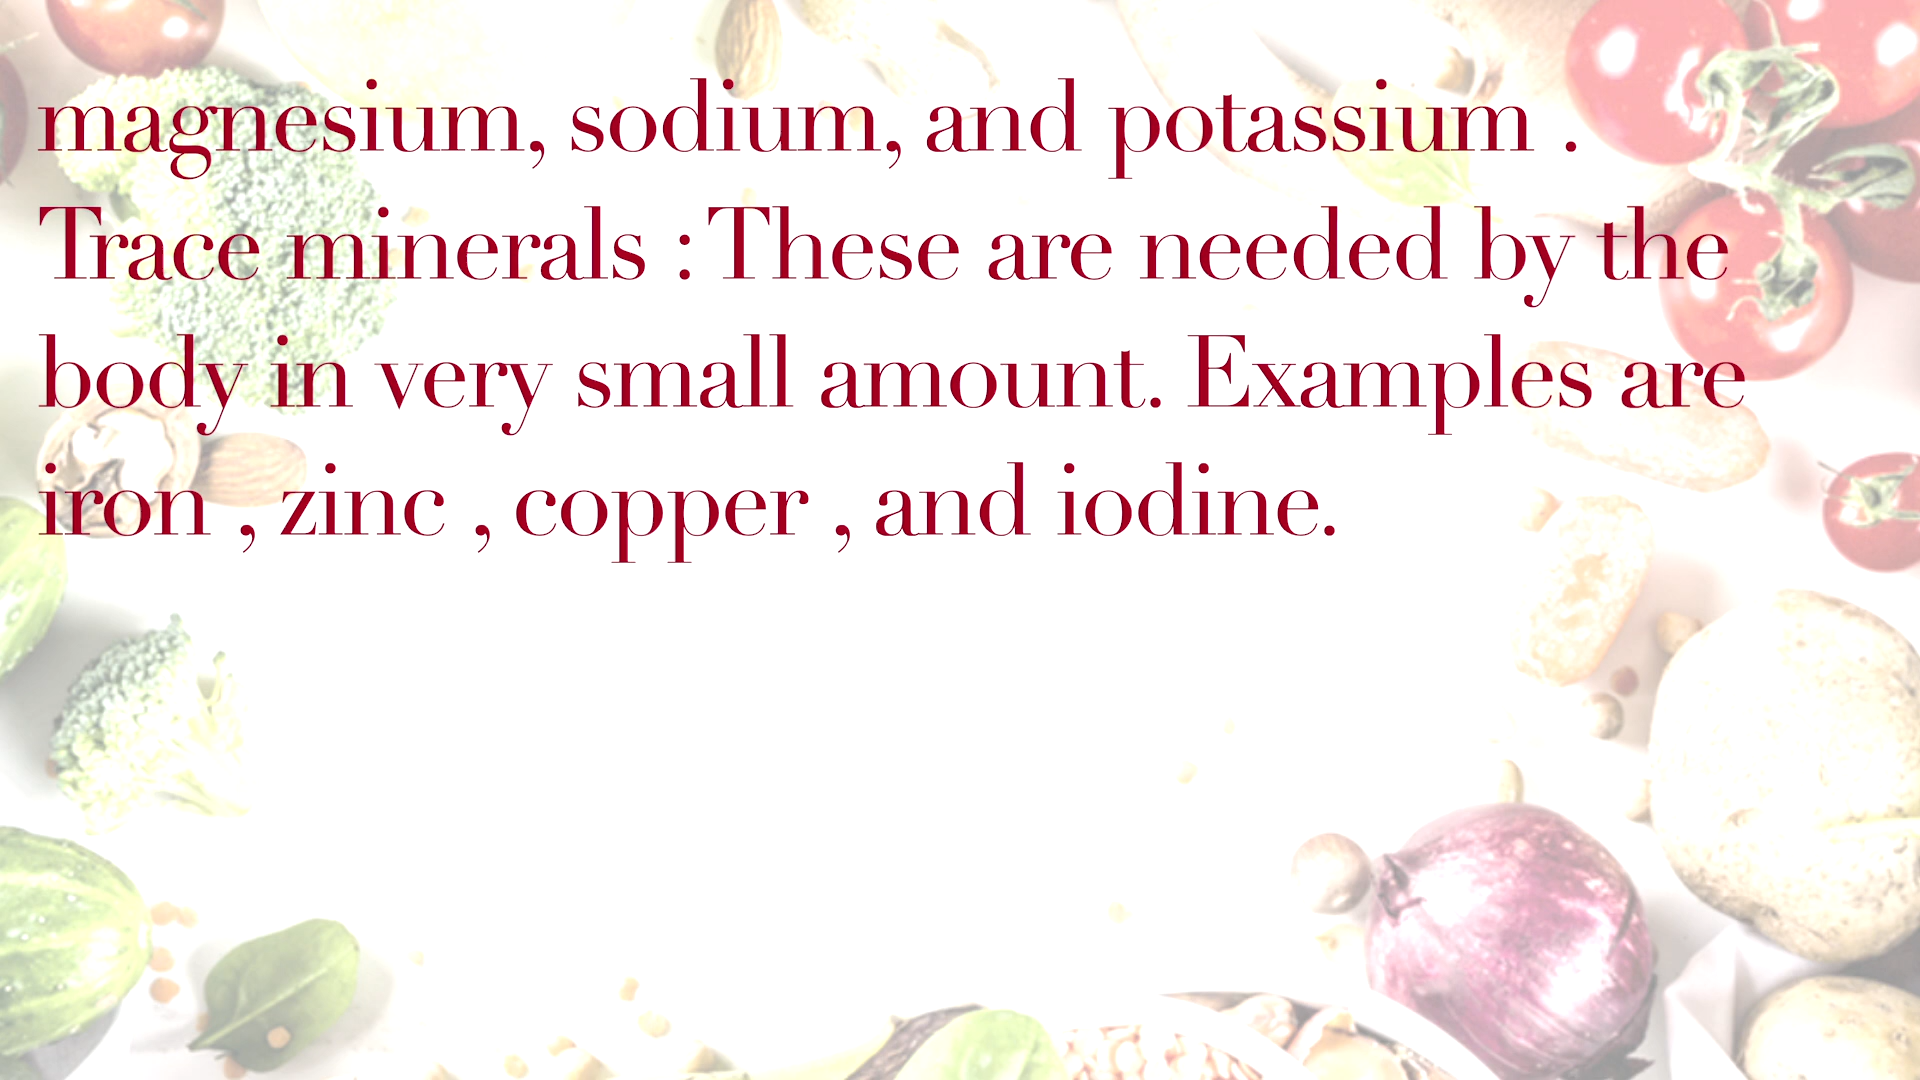 magnesium, sodium, and potassium .
Trace minerals : These are needed by the
body in very small amount. Examples are
iron , zinc , copper , and iodine.